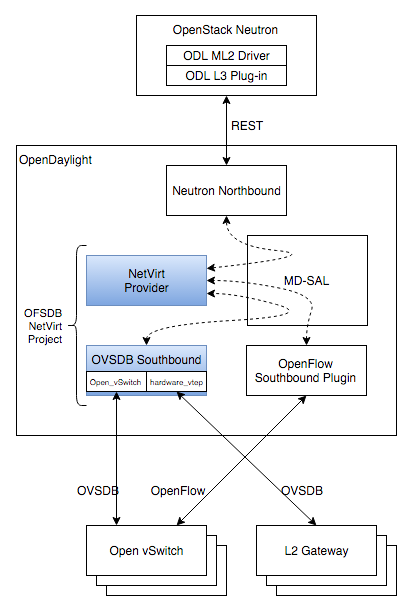 OpenStack Neutron
ODL ML2 Driver
ODL L3 Plug-in
REST
OpenDaylight
Neutron Northbound
MD-SAL
NetVirt
Provider
OFSDB
NetVirt
Project
OVSDB Southbound
Open_vSwitch
hardware_vtep
OpenFlow
Southbound Plugin
OVSDB
OpenFlow
OVSDB
Open vSwitch
L2 Gateway